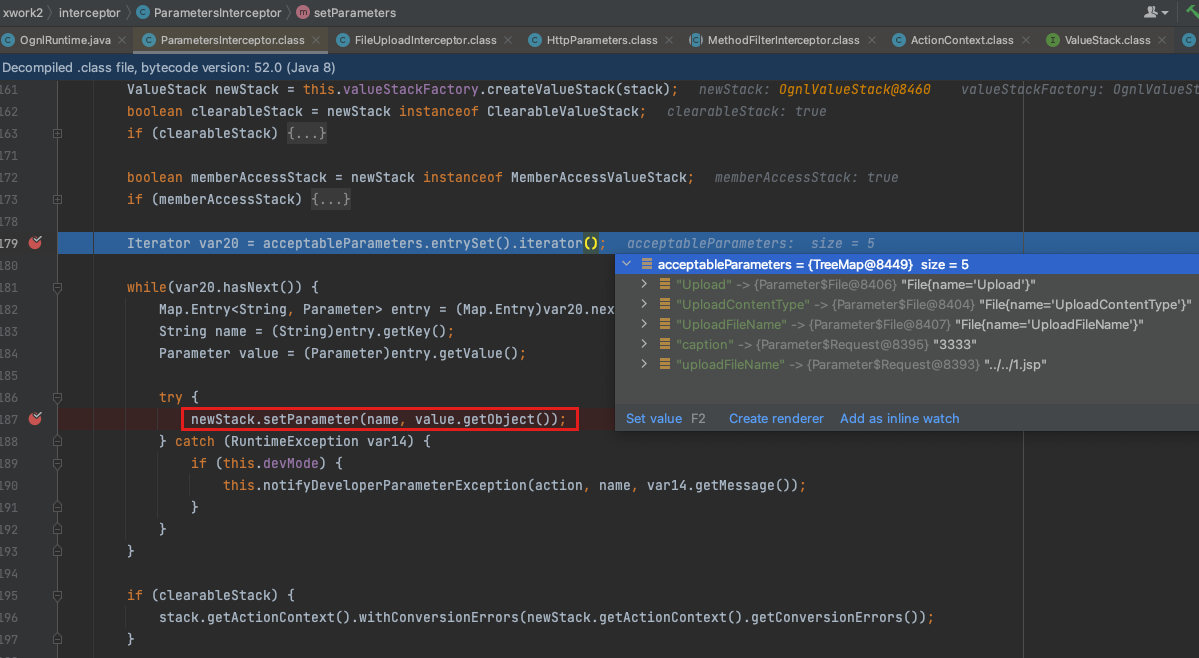 xwork2 interceptor ParametersInterceptor setParameters
OgnlRuntime.java ParametersInterceptor.class FileUploadInterceptor.class HttpParameters.class MethodFilterInterceptor.class ActionContext.class ValueStack.class
Decompiled .class file, bytecode version: 52.0 (Java 8)
161 ValueStack newStack = this.valueStackFactory.createValueStack(stack); newStack: OgnlValueStack@8460 valueStackFactory: OgnlValueSt
162 boolean clearableStack = newStack instanceof ClearableValueStack; clearableStack: true
163 if (clearableStack) {...}
171
172 boolean memberAccessStack = newStack instanceof MemberAccessValueStack; memberAccessStack: true
173 if (memberAccessStack) {...}
178
179 Iterator var20 = acceptableParameters.entrySet().iterator(); acceptableParameters: size = 5
180
181 while(var20.hasNext()) {
182 Map.Entry<String, Parameter> entry = (Map.Entry)var20.nex
183 String name = (String)entry.getKey();
184 Parameter value = (Parameter)entry.getValue();
185
186 try {
187 newStack.setParameter(name, value.getObject());
188 } catch (RuntimeException var14) {
189 if (this.devMode) {
190 this.notifyDeveloperParameterException(action, name, var14.getMessage());
191 }
192 }
193 }
194
195 if (clearableStack) {
196 stack.getActionContext().withConversionErrors(newStack.getActionContext().getConversionErrors());
197 }
acceptableParameters = {TreeMap@8449} size = 5
"Upload" -> {Parameter$File@8406} "File{name='Upload'}"
"UploadContentType" -> {Parameter$File@8404} "File{name='UploadContentType'}"
"UploadFileName" -> {Parameter$File@8407} "File{name='UploadFileName'}"
"caption" -> {Parameter$Request@8395} "3333"
"uploadFileName" -> {Parameter$Request@8393} "../../1.jsp"
Set value F2 Create renderer Add as inline watch